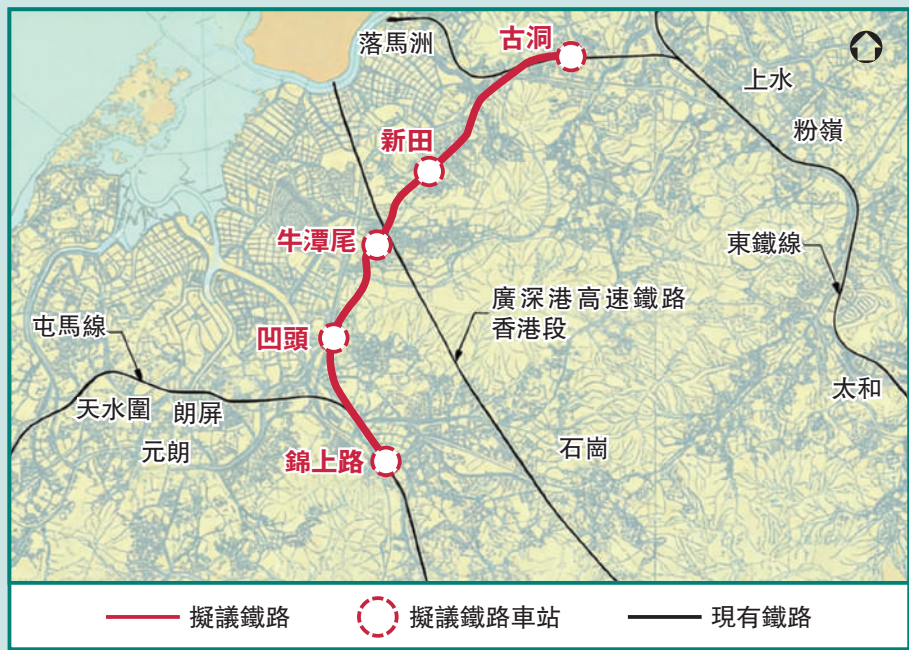 落馬洲
古洞
上水
粉嶺
新田
牛潭尾
東鐵線
廣深港高速鐵路
香港段
屯馬線
凹頭
天水圍
朗屏
元朗
太和
石崗
錦上路
擬議鐵路
擬議鐵路車站
現有鐵路